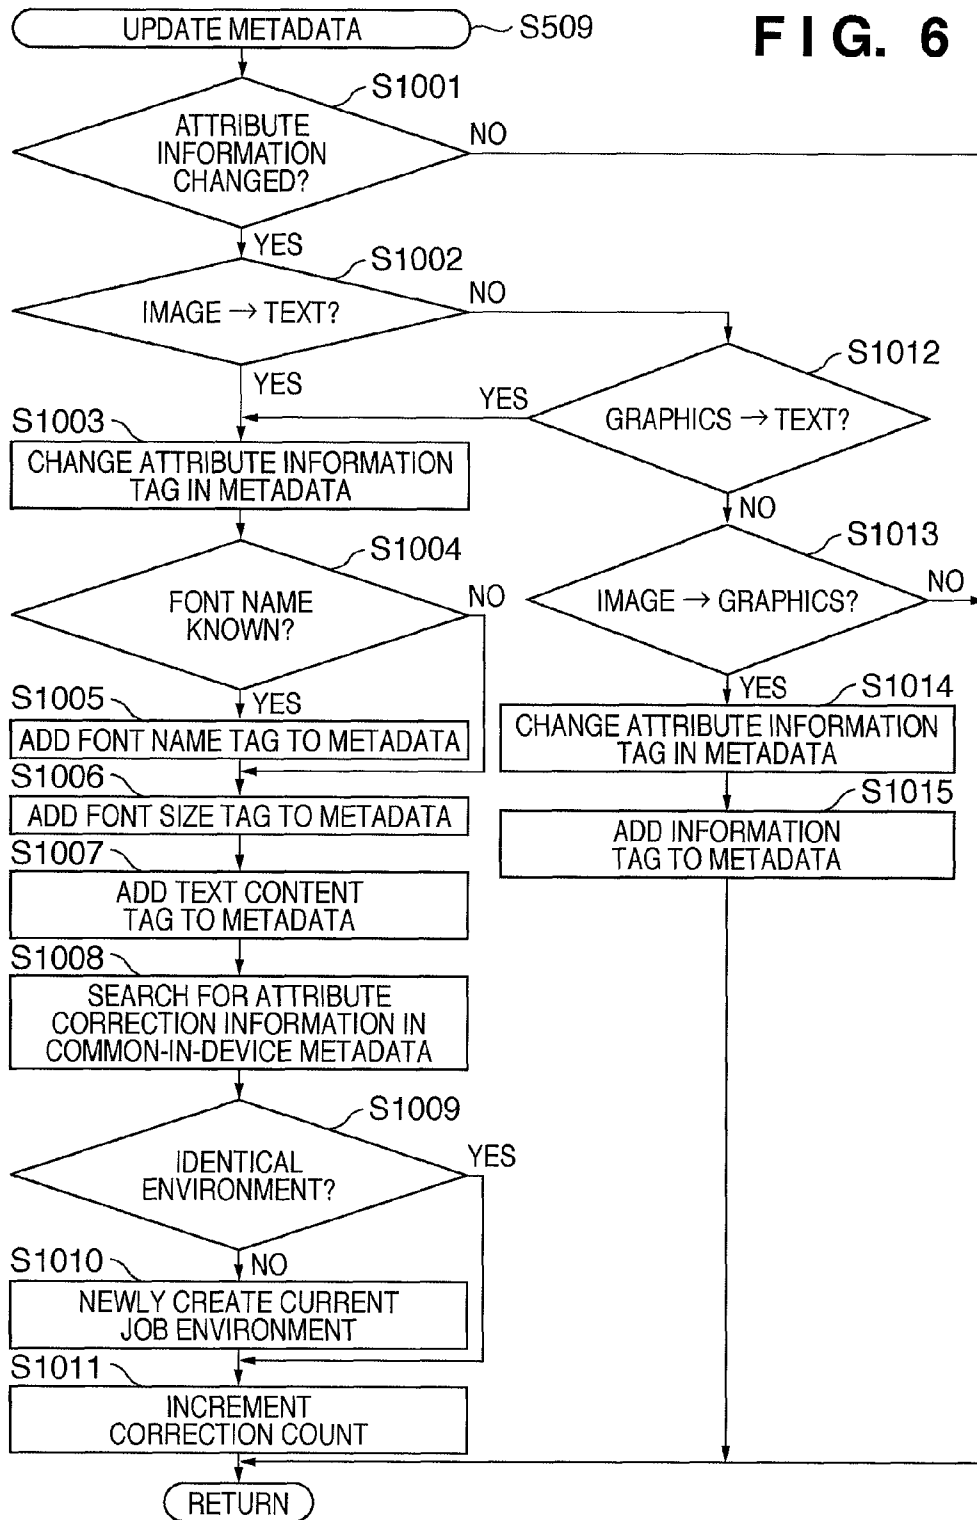 UPDATE METADATA
S509
FIG. 6
S1001
ATTRIBUTE
INFORMATION
CHANGED?
NO
YES
S1002
IMAGE → TEXT?
NO
YES
S1012
GRAPHICS → TEXT?
YES
NO
S1003
CHANGE ATTRIBUTE INFORMATION
TAG IN METADATA
S1004
FONT NAME
KNOWN?
NO
YES
S1013
IMAGE → GRAPHICS?
NO
YES
S1005
ADD FONT NAME TAG TO METADATA
S1014
CHANGE ATTRIBUTE INFORMATION
TAG IN METADATA
S1006
ADD FONT SIZE TAG TO METADATA
S1015
ADD INFORMATION
TAG TO METADATA
S1007
ADD TEXT CONTENT
TAG TO METADATA
S1008
SEARCH FOR ATTRIBUTE
CORRECTION INFORMATION IN
COMMON-IN-DEVICE METADATA
S1009
IDENTICAL
ENVIRONMENT?
YES
NO
S1010
NEWLY CREATE CURRENT
JOB ENVIRONMENT
S1011
INCREMENT
CORRECTION COUNT
RETURN